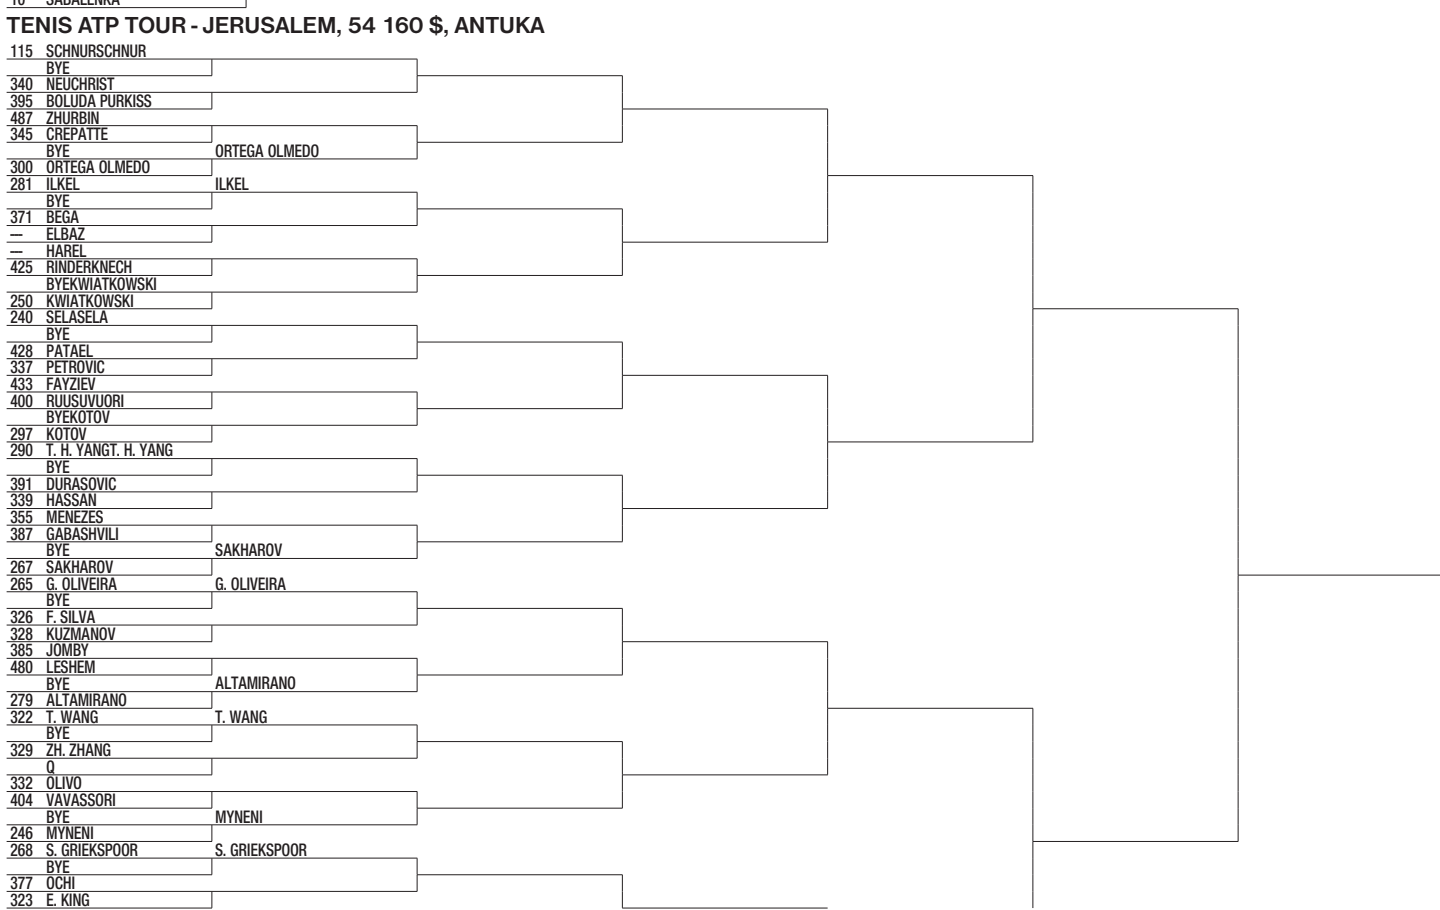 10 SABALENKA
TENIS ATP TOUR - JERUSALEM, 54 160 $, ANTUKA
115 SCHNURSCHNUR
BYE
340 NEUCHRIST
395 BOLUDA PURKISS
487 ZHURBIN
345 CREPATTE
BYE ORTEGA OLMEDO
300 ORTEGA OLMEDO
281 ILKEL ILKEL
BYE
371 BEGA
— ELBAZ
— HAREL
425 RINDERKNECH
BYEKWIATKOWSKI
250 KWIATKOWSKI
240 SELASELA
BYE
428 PATAEL
337 PETROVIC
433 FAYZIEV
400 RUUSUVUORI
BYEKOTOV
297 KOTOV
290 T. H. YANGT. H. YANG
BYE
391 DURASOVIC
339 HASSAN
355 MENEZES
387 GABASHVILI
BYE SAKHAROV
267 SAKHAROV
265 G. OLIVEIRA G. OLIVEIRA
BYE
326 F. SILVA
328 KUZMANOV
385 JOMBY
480 LESHEM
BYE ALTAMIRANO
279 ALTAMIRANO
322 T. WANG T. WANG
BYE
329 ZH. ZHANG
Q
332 OLIVO
404 VAVASSORI
BYE MYNENI
246 MYNENI
268 S. GRIEKSPOOR S. GRIEKSPOOR
BYE
377 OCHI
323 E. KING